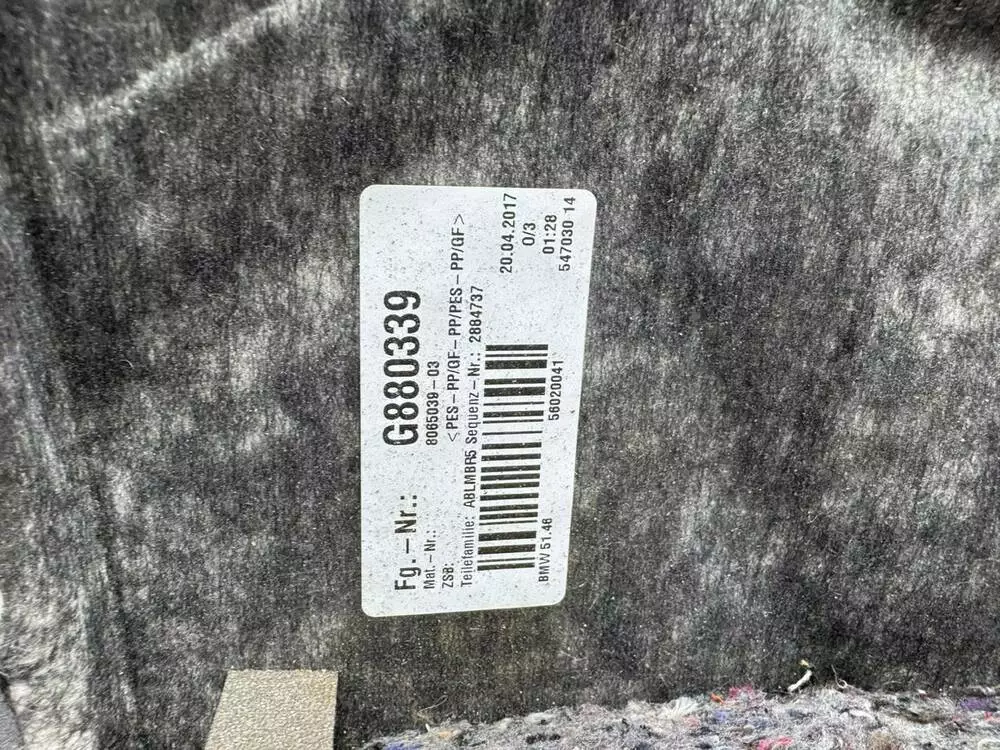 Fg.–Nr.: G880339
Mat.–Nr.: 8065039–03
ZSB: <PES–PP/GF–PP/PES–PP/GF>
Teilefamilie: ABLMBR5 Sequenz–Nr.: 2884737
20.04.2017
0/3
01:28
547030 14
BMW 51.46 56020041